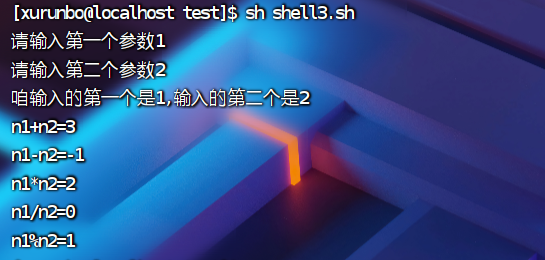 [xurunbo@localhost test]$ sh shell3.sh
请输入第一个参数1
请输入第二个参数2
咱输入的第一个是1,输入的第二个是2
n1+n2=3
n1-n2=-1
n1*n2=2
n1/n2=0
n1%n2=1